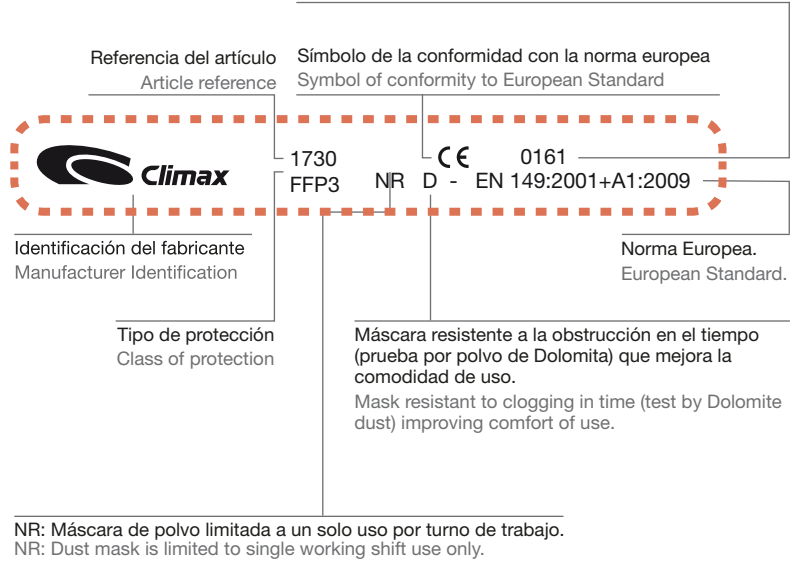 Referencia del artículo
Article reference
Símbolo de la conformidad con la norma europea
Symbol of conformity to European Standard
Climax
1730
CE
0161
FFP3 NR D - EN 149:2001+A1:2009
Identificación del fabricante
Manufacturer Identification
Norma Europea.
European Standard.
Tipo de protección
Class of protection
Máscara resistente a la obstrucción en el tiempo
(prueba por polvo de Dolomita) que mejora la
comodidad de uso.
Mask resistant to clogging in time (test by Dolomite
dust) improving comfort of use.
NR: Máscara de polvo limitada a un solo uso por turno de trabajo.
NR: Dust mask is limited to single working shift use only.